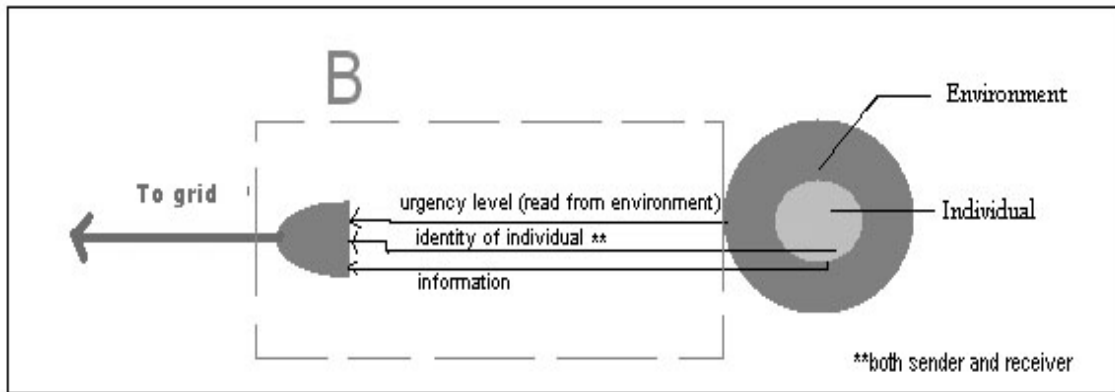 B
Environment
To grid
urgency level (read from environment)
Individual
identity of individual **
information
**both sender and receiver